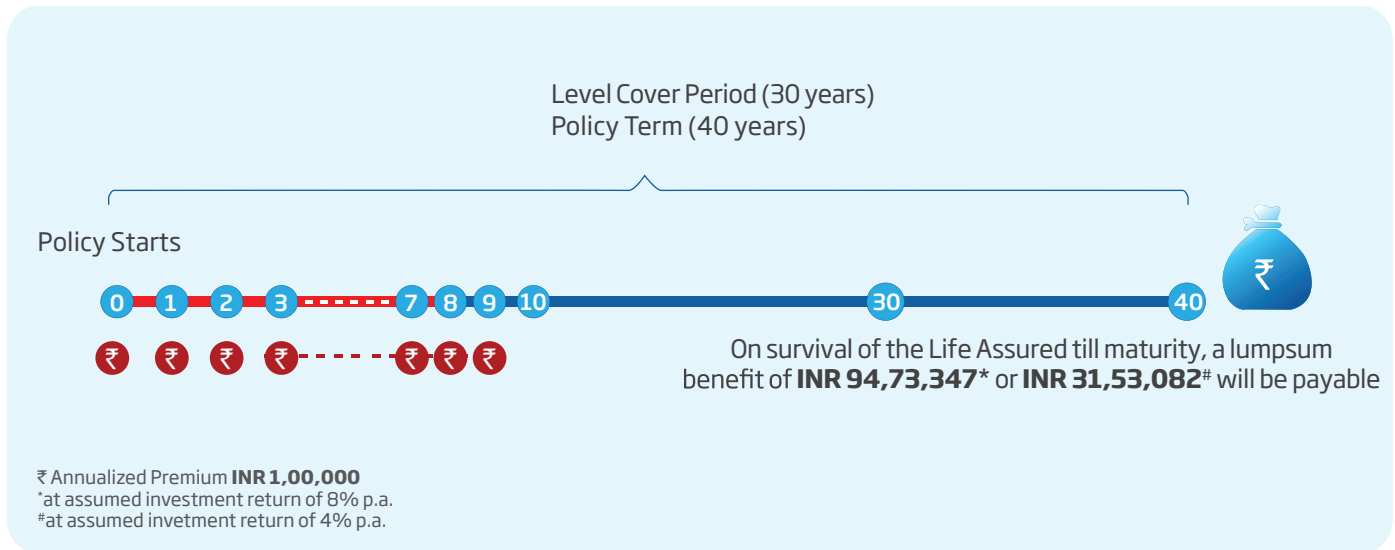 Level Cover Period (30 years)
Policy Term (40 years)
Policy Starts
0 1 2 3 7 8 9 10 30 40
₹
₹ ₹ ₹ ₹ ₹ ₹ ₹
On survival of the Life Assured till maturity, a lumpsum
benefit of INR 94,73,347* or INR 31,53,082# will be payable
₹ Annualized Premium INR 1,00,000
*at assumed investment return of 8% p.a.
#at assumed invetment return of 4% p.a.